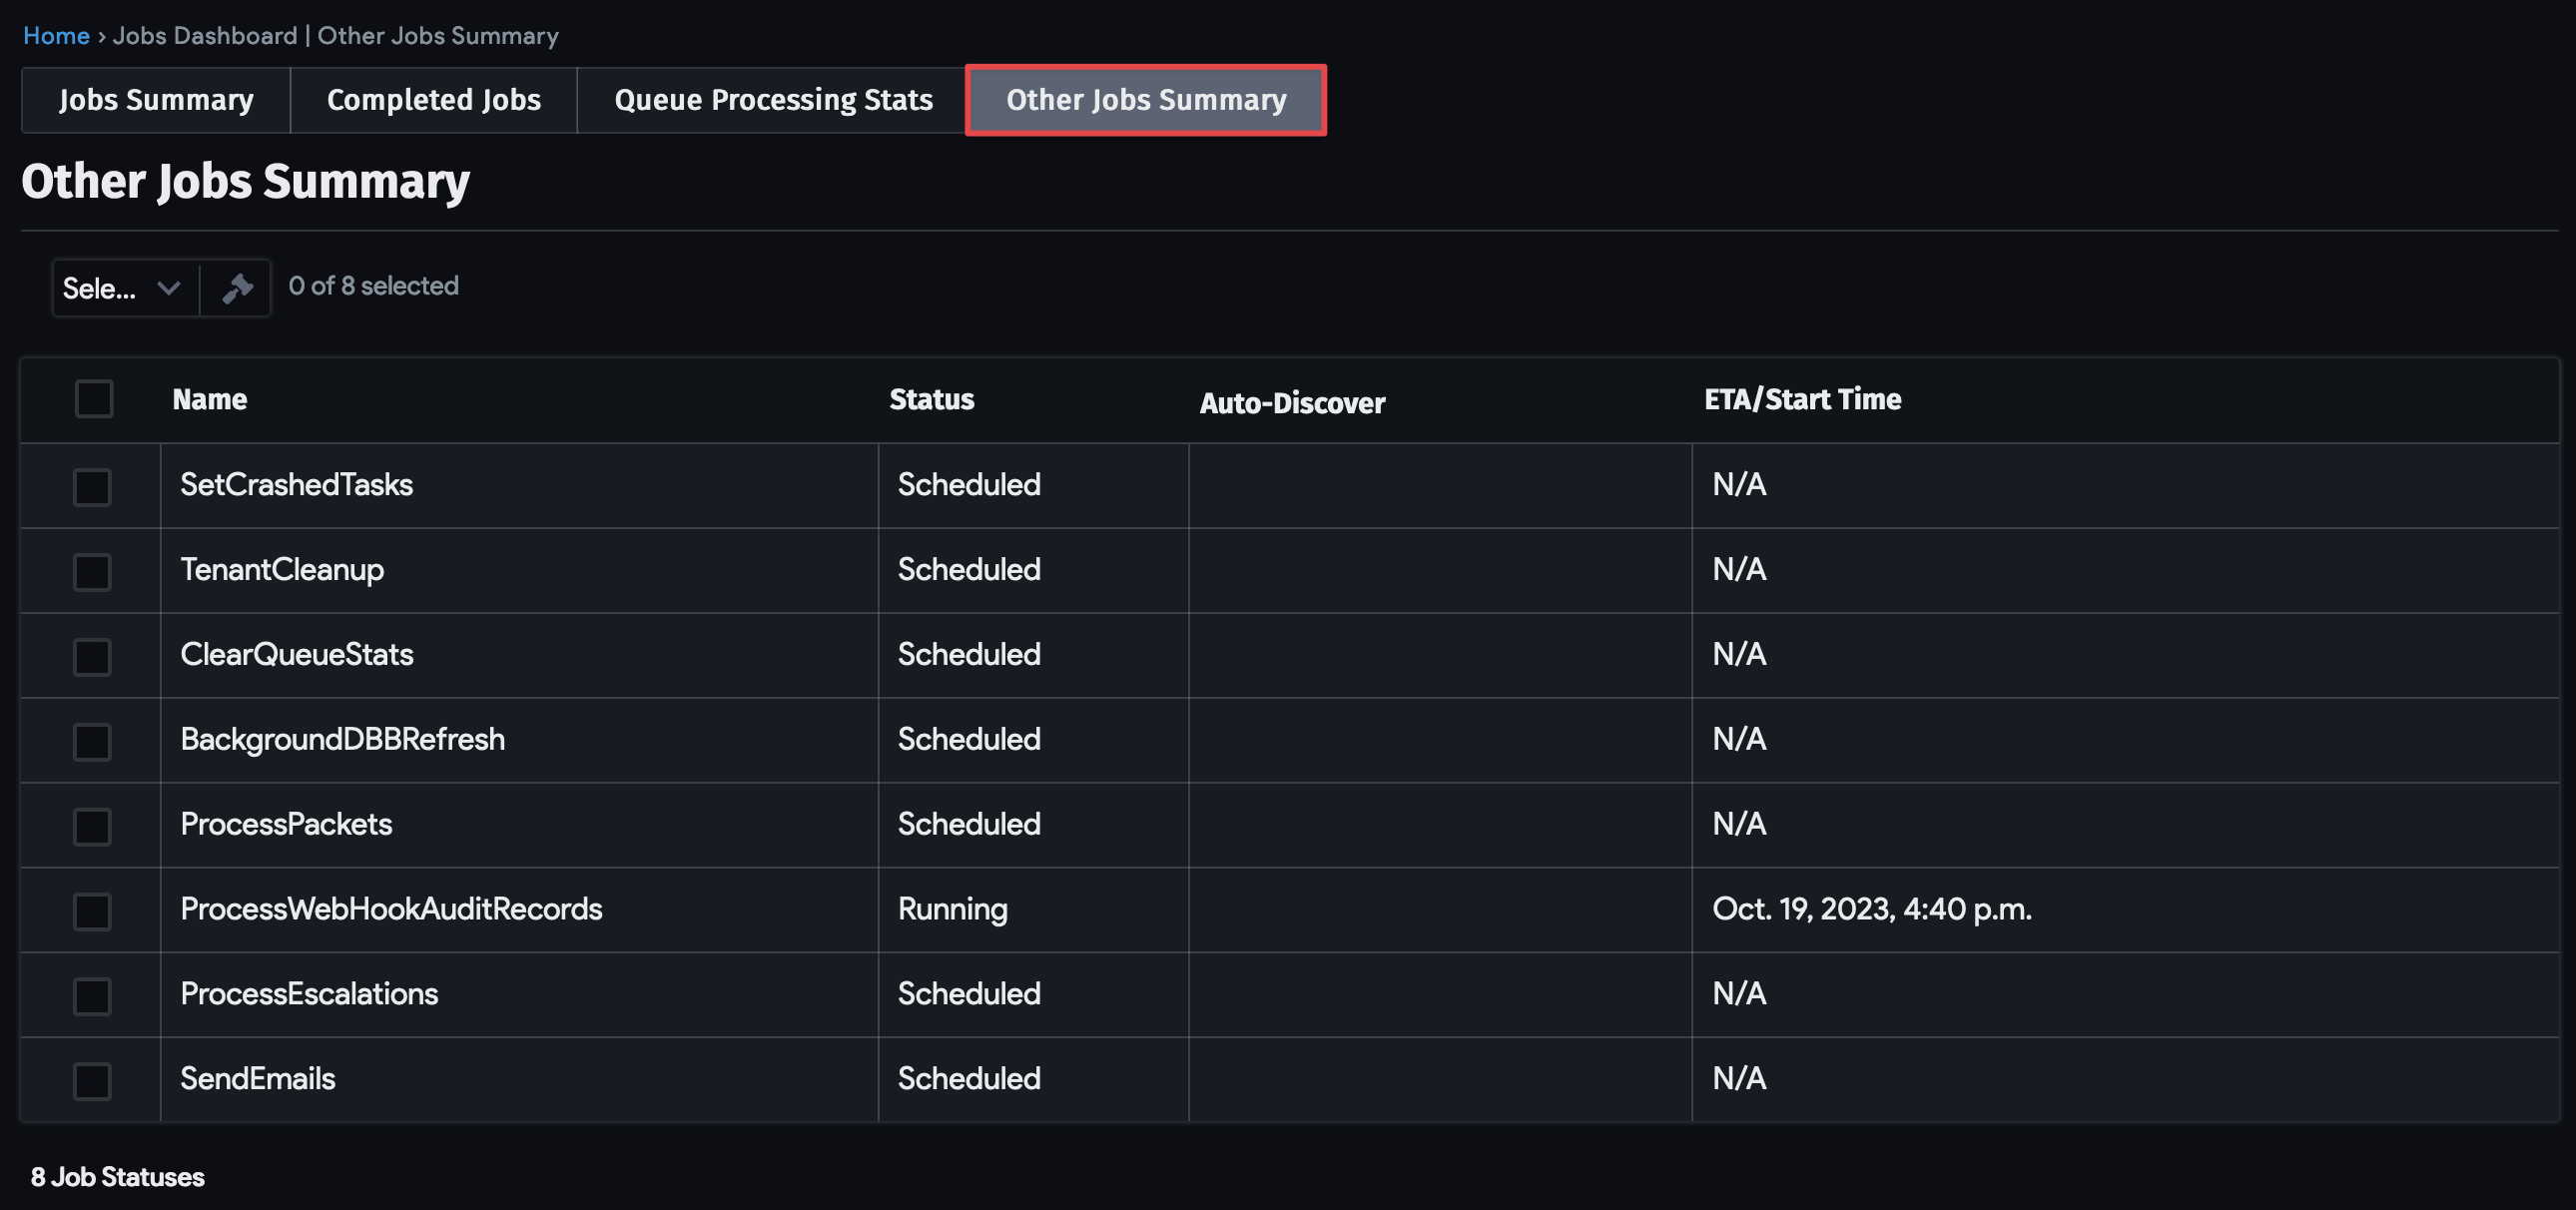 Home › Jobs Dashboard | Other Jobs Summary
Jobs Summary Completed Jobs Queue Processing Stats Other Jobs Summary
Other Jobs Summary
Sele... 0 of 8 selected
Name Status Auto-Discover ETA/Start Time
SetCrashedTasks Scheduled N/A
TenantCleanup Scheduled N/A
ClearQueueStats Scheduled N/A
BackgroundDBBRefresh Scheduled N/A
ProcessPackets Scheduled N/A
ProcessWebHookAuditRecords Running Oct. 19, 2023, 4:40 p.m.
ProcessEscalations Scheduled N/A
SendEmails Scheduled N/A
8 Job Statuses